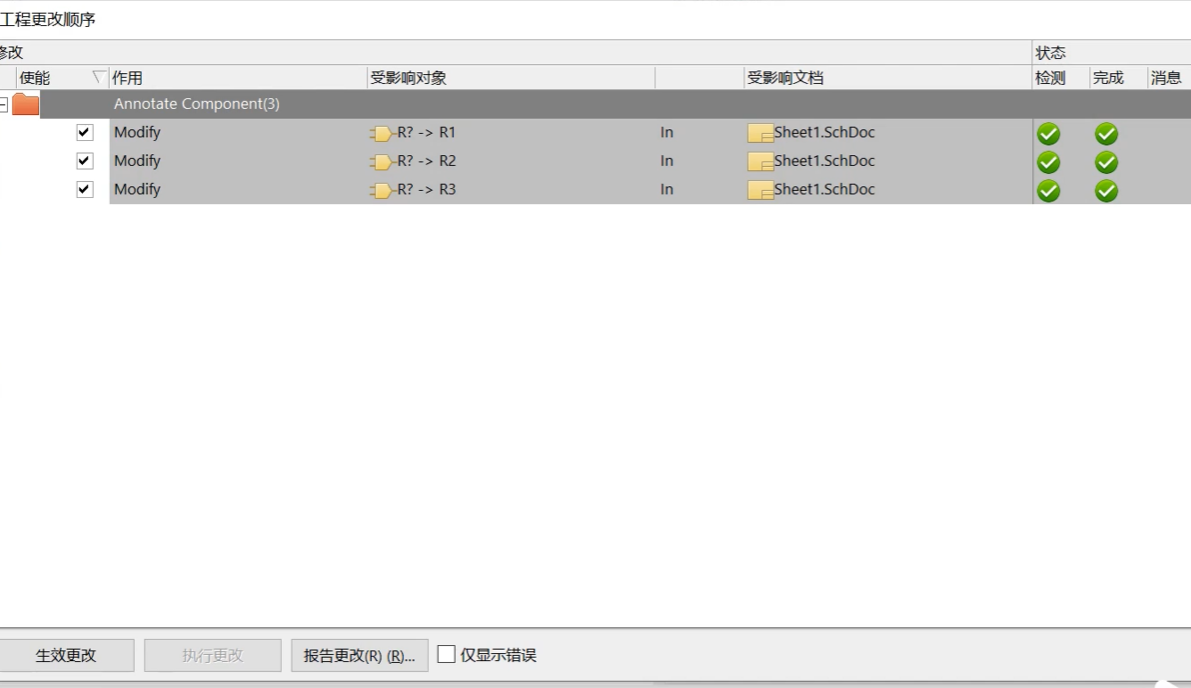 工程更改顺序
修改 状态
使能 作用 受影响对象 受影响文档 检测 完成 消息
Annotate Component(3)
Modify R? -> R1 In Sheet1.SchDoc
Modify R? -> R2 In Sheet1.SchDoc
Modify R? -> R3 In Sheet1.SchDoc
生效更改 执行更改 报告更改(R) (R)... 仅显示错误